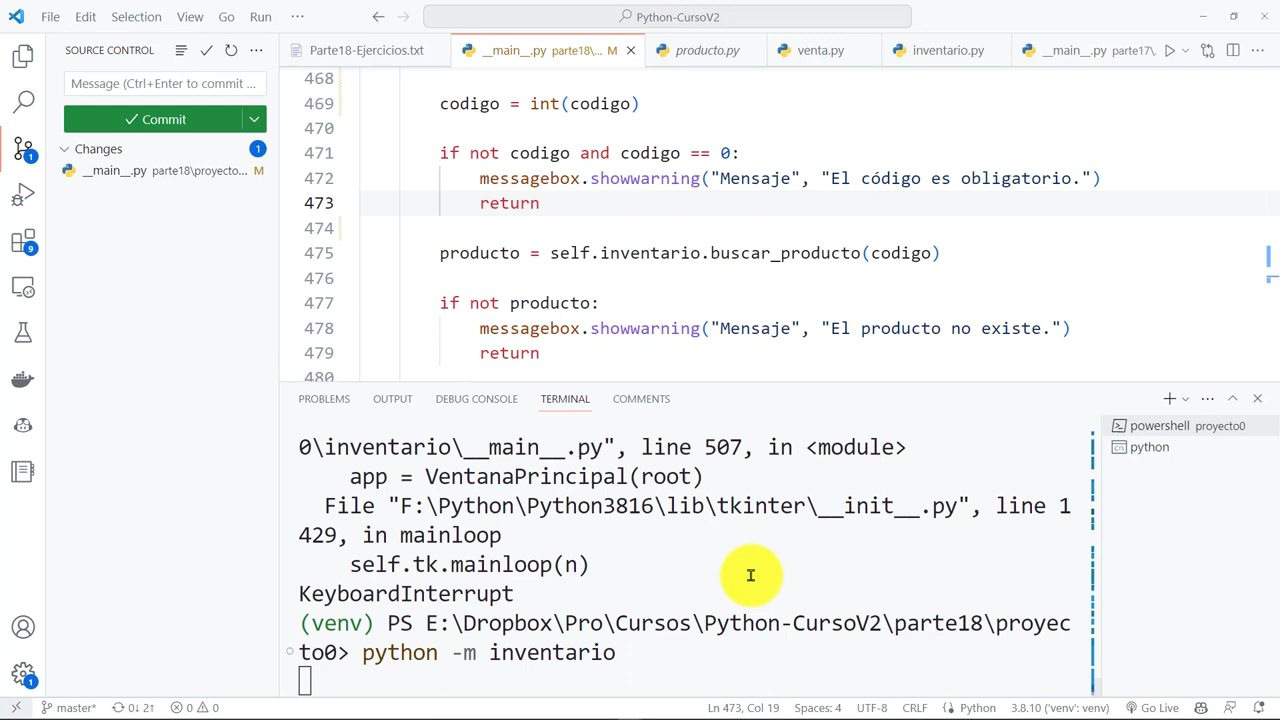 File Edit Selection View Go Run ··· Python-CursoV2
SOURCE CONTROL
Parte18-Ejercicios.txt __main__.py parte18\... M producto.py venta.py inventario.py __main__.py parte17\.
Message (Ctrl+Enter to commit ...
Commit
Changes 1
__main__.py parte18\proyecto... M
1
9
1
468
469 codigo = int(codigo)
470
471 if not codigo and codigo == 0:
472 messagebox.showwarning("Mensaje", "El código es obligatorio.")
473 return
474
475 producto = self.inventario.buscar_producto(codigo)
476
477 if not producto:
478 messagebox.showwarning("Mensaje", "El producto no existe.")
479 return
480
PROBLEMS OUTPUT DEBUG CONSOLE TERMINAL COMMENTS
powershell proyecto0
python
0\inventario\__main__.py", line 507, in <module>
app = VentanaPrincipal(root)
File "F:\Python\Python3816\lib\tkinter\__init__.py", line 1
429, in mainloop
self.tk.mainloop(n)
KeyboardInterrupt
(venv) PS E:\Dropbox\Pro\Cursos\Python-CursoV2\parte18\proyec
to0> python -m inventario
master* 0↓ 2↑ 0 0 Ln 473, Col 19 Spaces: 4 UTF-8 CRLF Python 3.8.10 ('venv': venv) Go Live